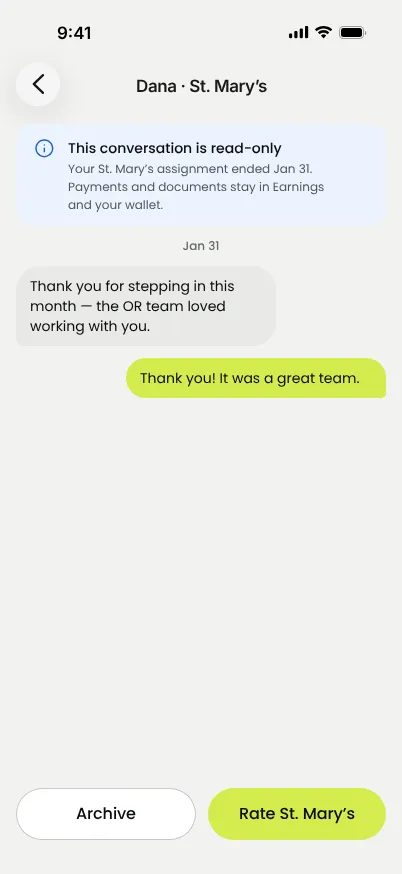 9:41
Dana · St. Mary’s
This conversation is read-only
Your St. Mary’s assignment ended Jan 31.
Payments and documents stay in Earnings
and your wallet.
Jan 31
Thank you for stepping in this
month — the OR team loved
working with you.
Thank you! It was a great team.
Archive
Rate St. Mary’s